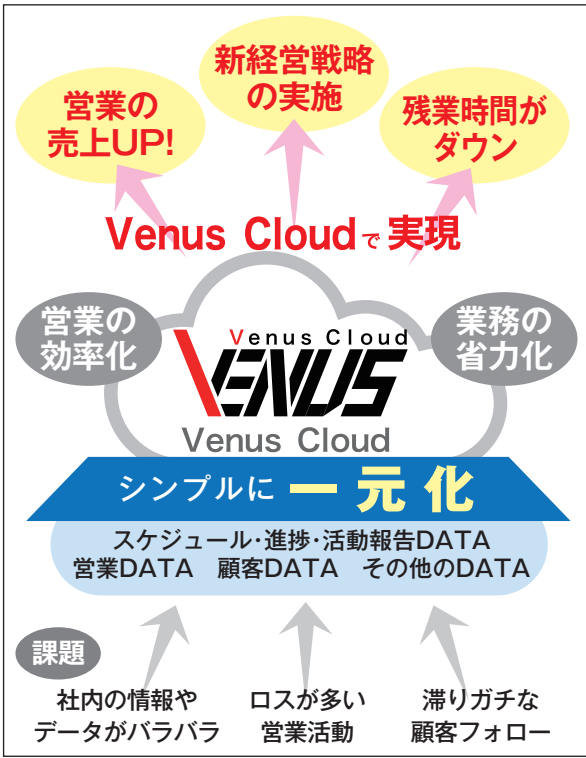 新経営戦略
の実施
営業の
売上UP!
残業時間が
ダウン
Venus Cloudで実現
営業の
効率化
業務の
省力化
Venus Cloud
VENUS
Venus Cloud
シンプルに一元化
スケジュール・進捗・活動報告DATA
営業DATA 顧客DATA その他のDATA
課題
社内の情報や
データがバラバラ
ロスが多い
営業活動
滞りガチな
顧客フォロー